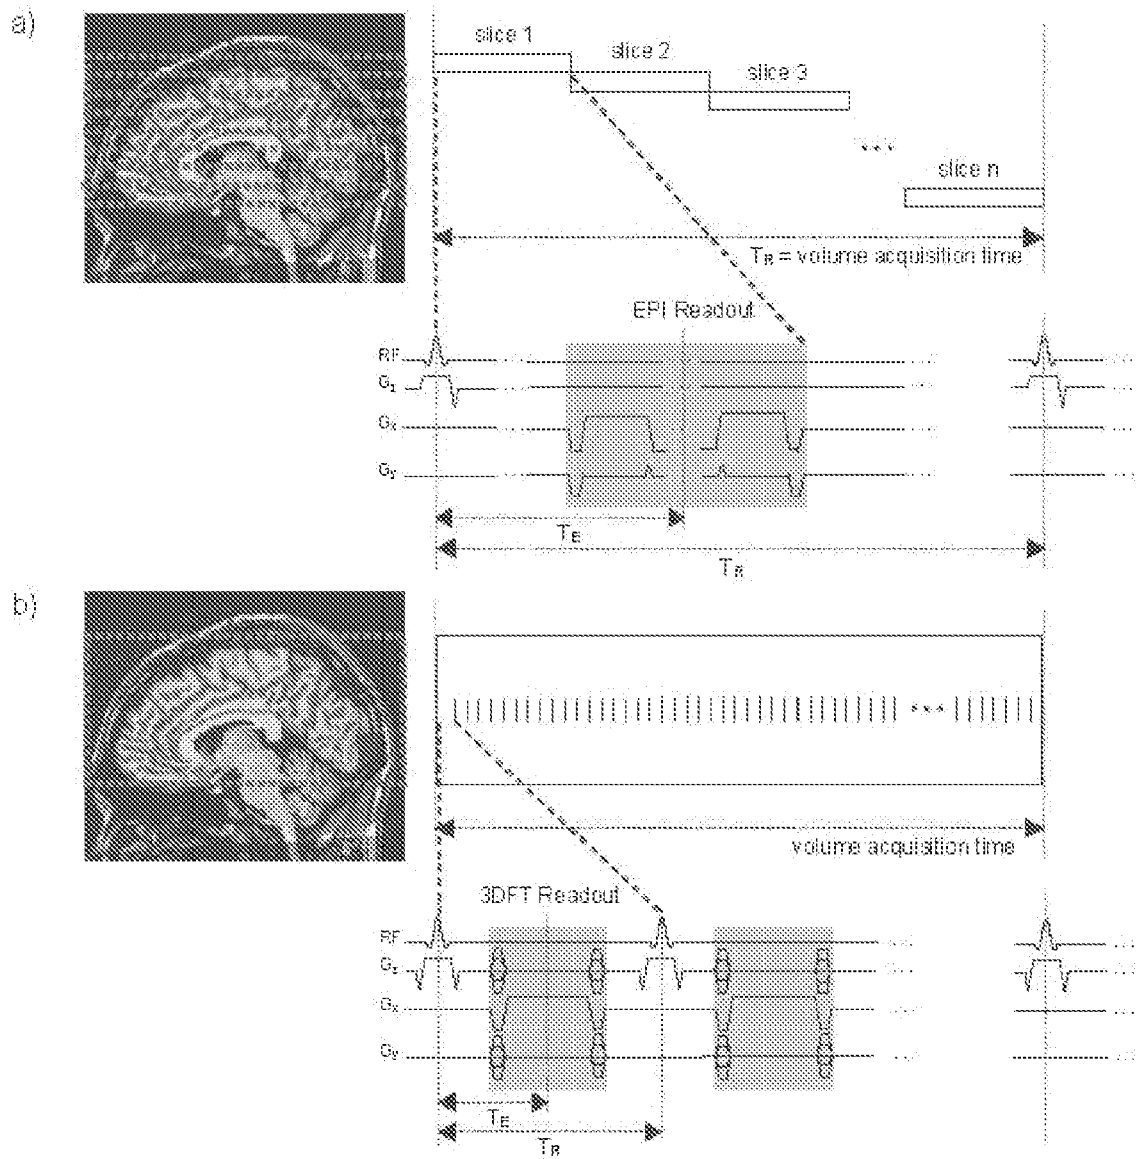 a)
slice 1
slice 2
slice 3
slice n
TR = volume acquisition time
EPI Readout
RF
Gz
Gx
Gy
TE
TR
b)
volume acquisition time
3DFT Readout
RF
Gz
Gx
Gy
TE
TR